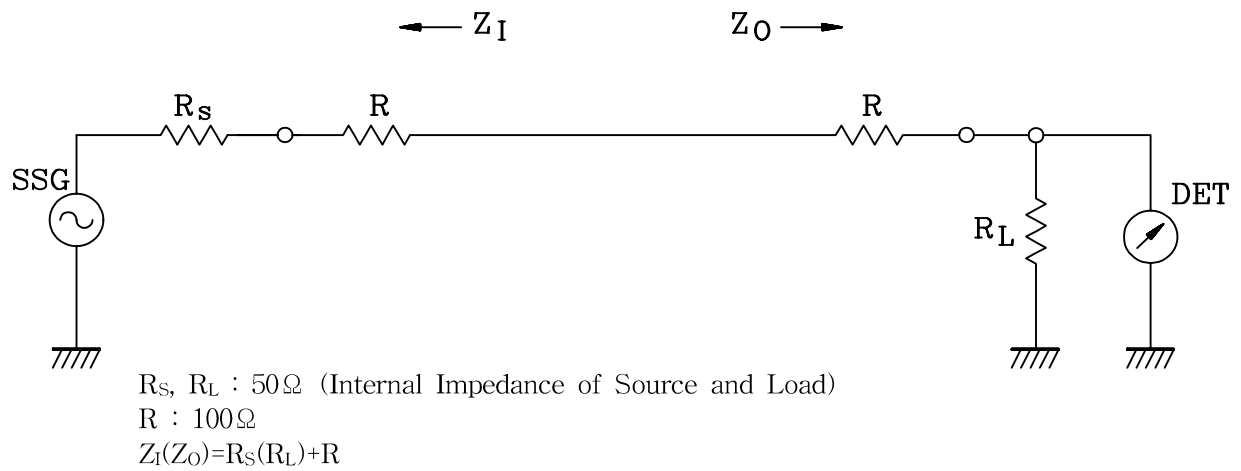 Z_I
Z_O
R_S
R
R
SSG
DET
R_L
R_S, R_L : 50Ω (Internal Impedance of Source and Load)
R : 100Ω
Z_I(Z_O)=R_S(R_L)+R